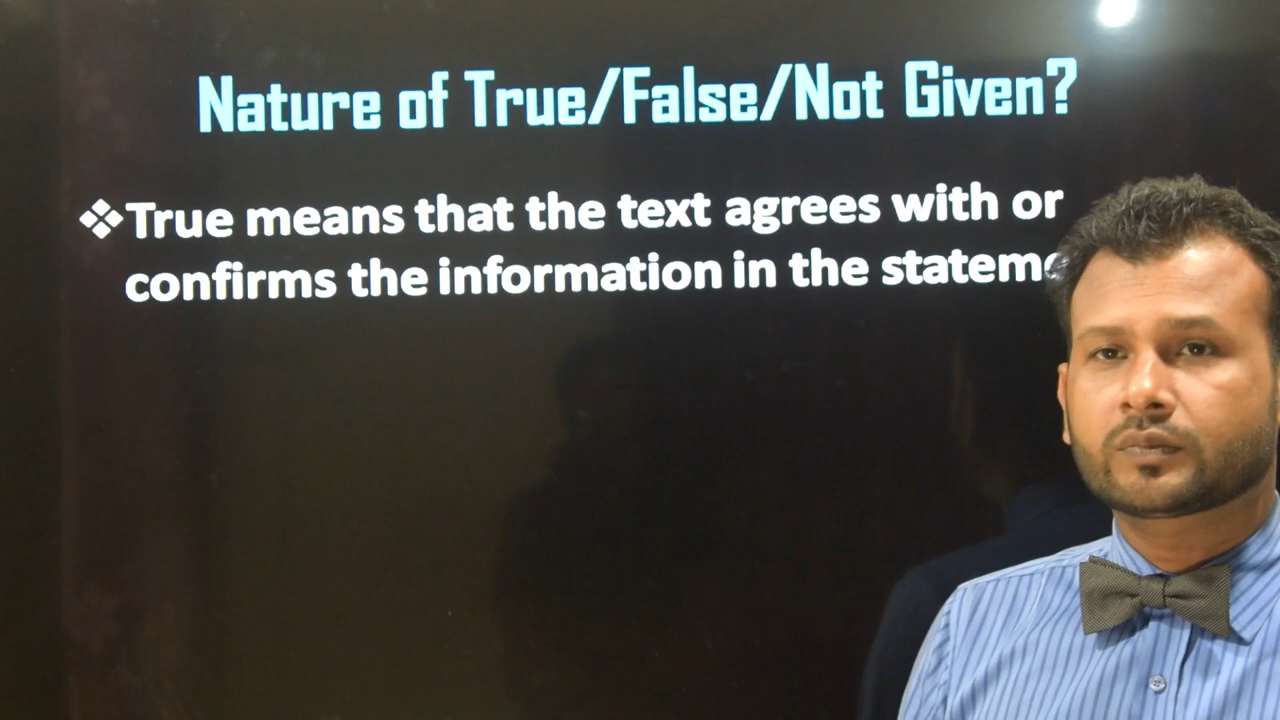 Nature of True/False/Not Given?
❖True means that the text agrees with or
confirms the information in the